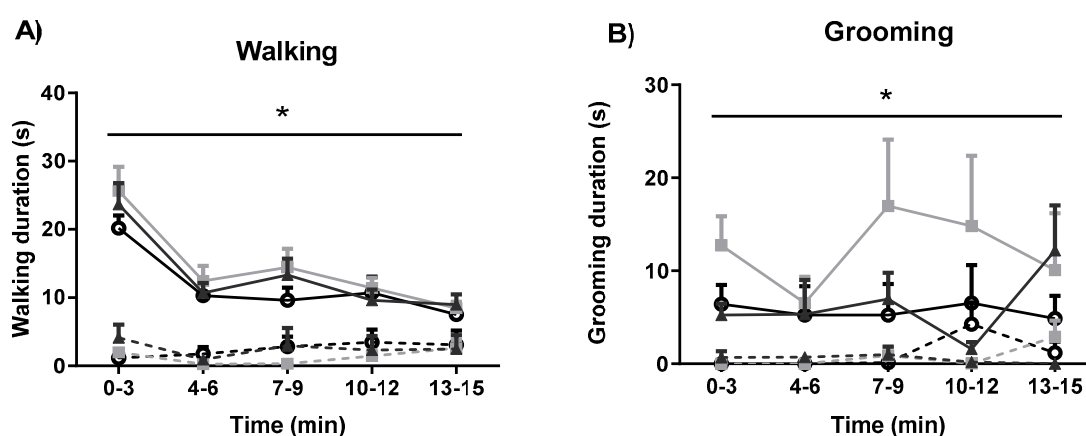 A)
Walking
*
Walking duration (s)
40
30
20
10
0
0-3 4-6 7-9 10-12 13-15
Time (min)
B)
Grooming
*
Grooming duration (s)
30
20
10
0
0-3 4-6 7-9 10-12 13-15
Time (min)